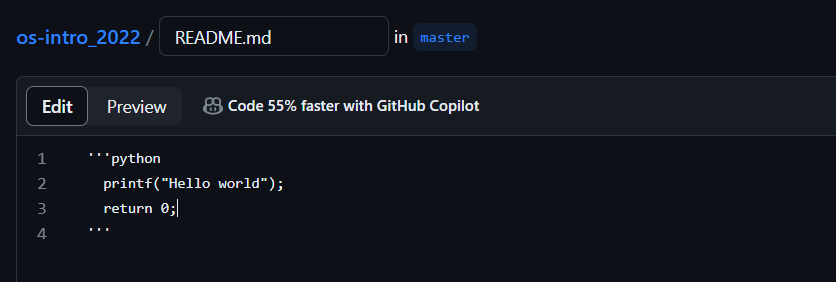 os-intro_2022 / README.md in master
Edit Preview Code 55% faster with GitHub Copilot
1 '''python
2 printf("Hello world");
3 return 0;
4 '''